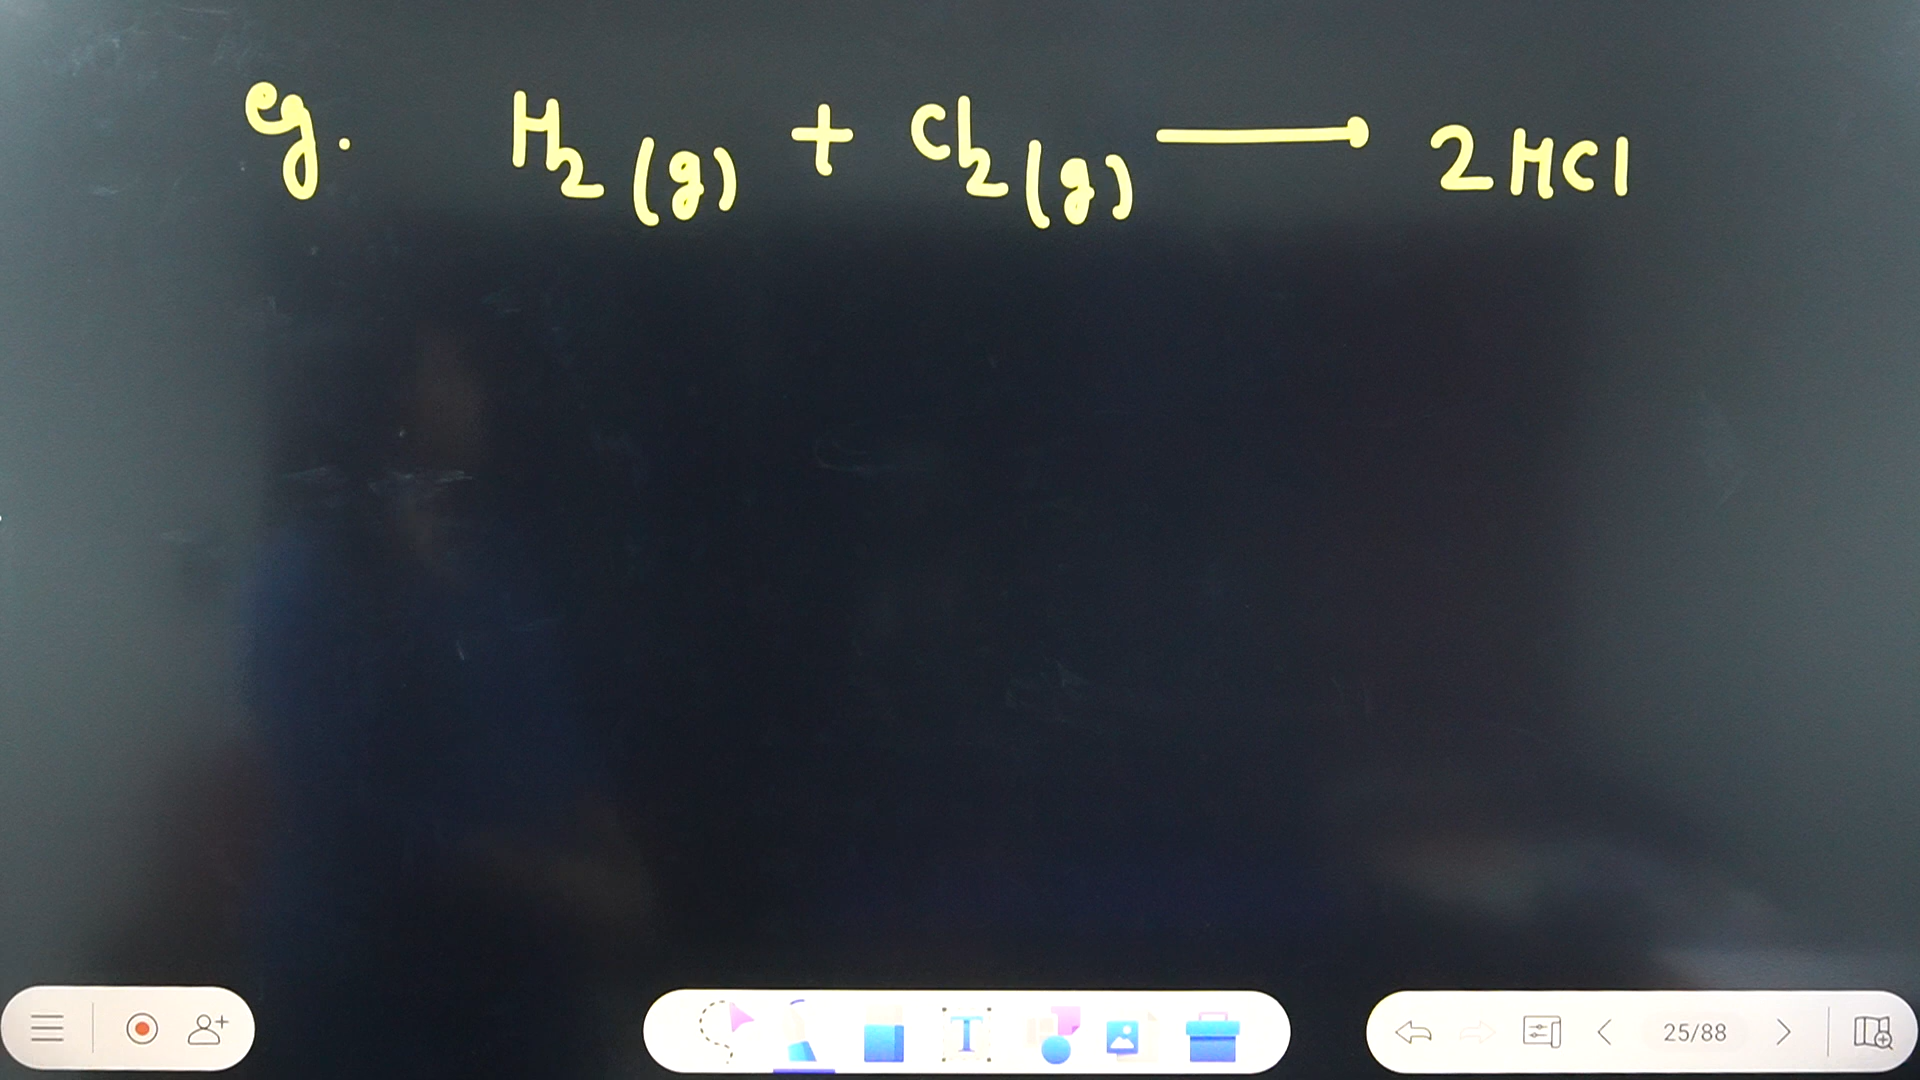 eg. H₂(g) + Cl₂(g) ⟶ 2HCl
T
25/88